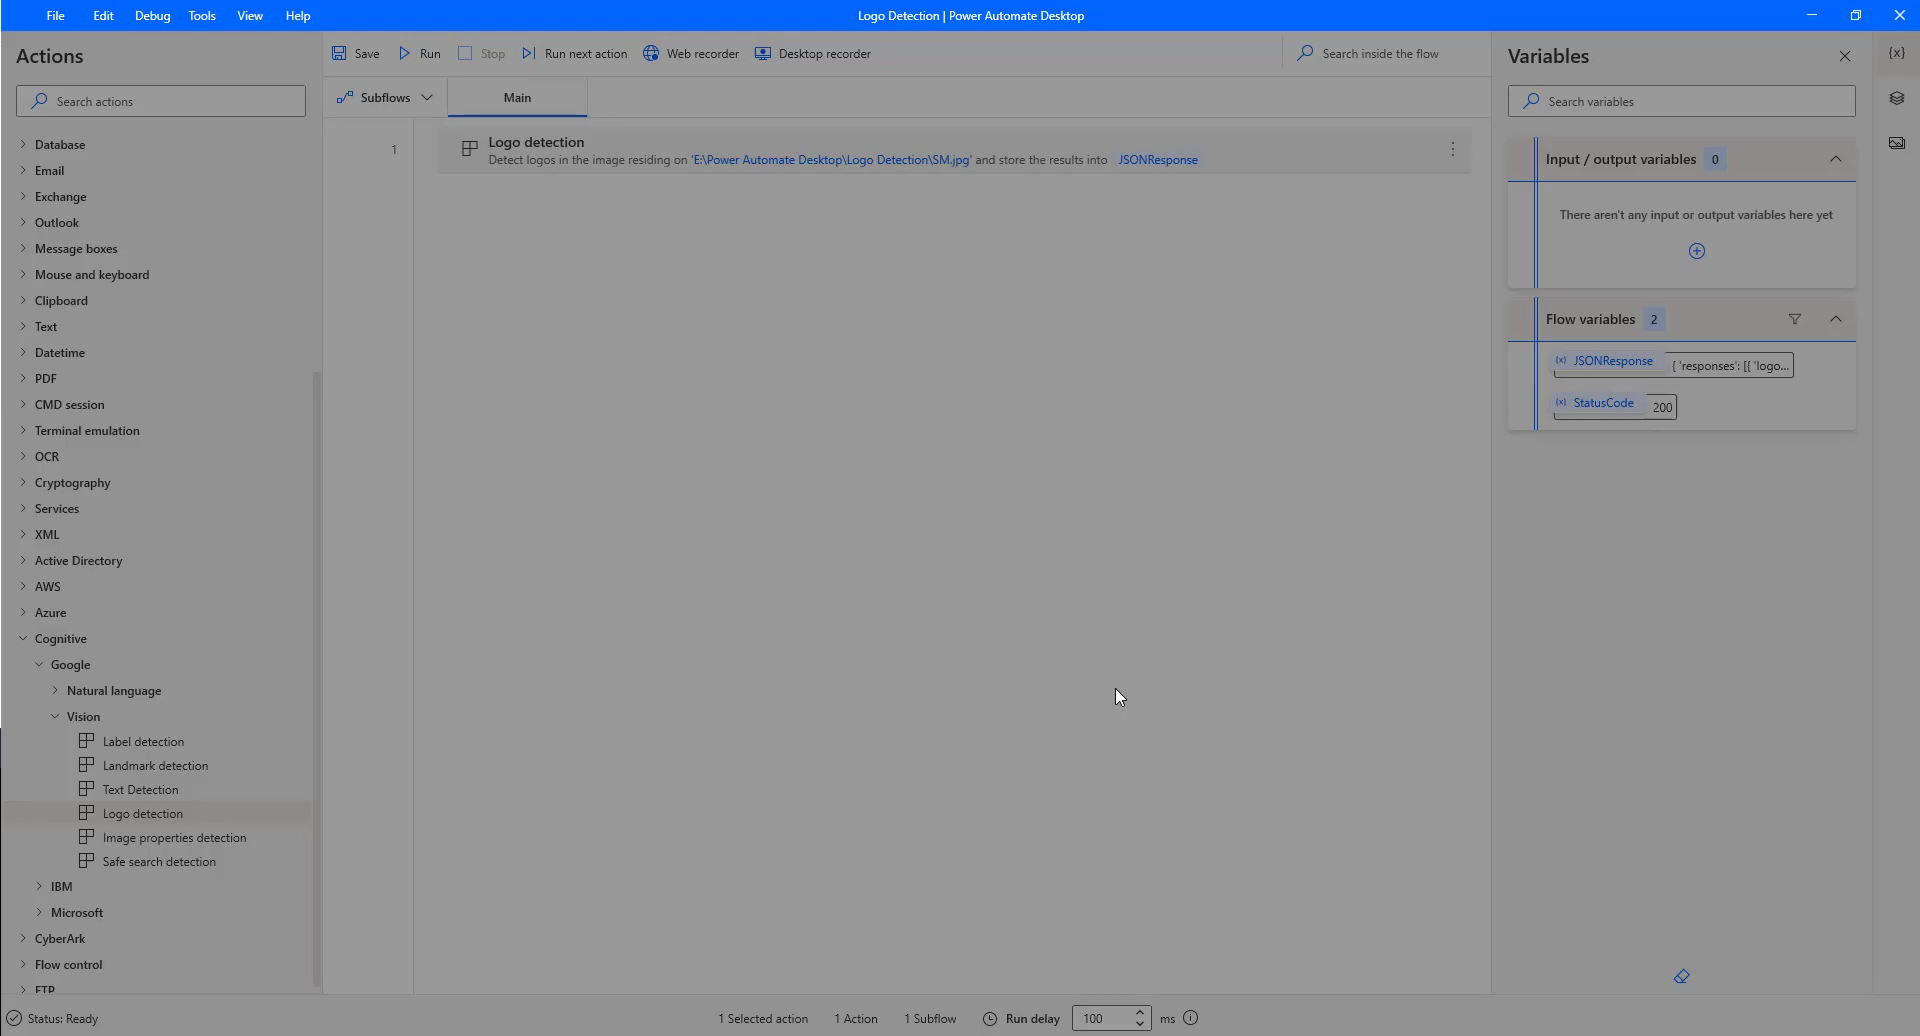 File Edit Debug Tools View Help
Logo Detection | Power Automate Desktop
Actions
Search actions
Database
Email
Exchange
Outlook
Message boxes
Mouse and keyboard
Clipboard
Text
Datetime
PDF
CMD session
Terminal emulation
OCR
Cryptography
Services
XML
Active Directory
AWS
Azure
Cognitive
Google
Natural language
Vision
Label detection
Landmark detection
Text Detection
Logo detection
Image properties detection
Safe search detection
IBM
Microsoft
CyberArk
Flow control
FTP
Save Run Stop Run next action Web recorder Desktop recorder
Search inside the flow
Subflows Main
1
Logo detection
Detect logos in the image residing on 'E:\Power Automate Desktop\Logo Detection\SM.jpg' and store the results into JSONResponse
Variables
{x}
Search variables
Input / output variables 0
There aren't any input or output variables here yet
Flow variables 2
(x) JSONResponse { 'responses': [{ 'logo...
(x) StatusCode 200
Status: Ready
1 Selected action 1 Action 1 Subflow Run delay 100 ms